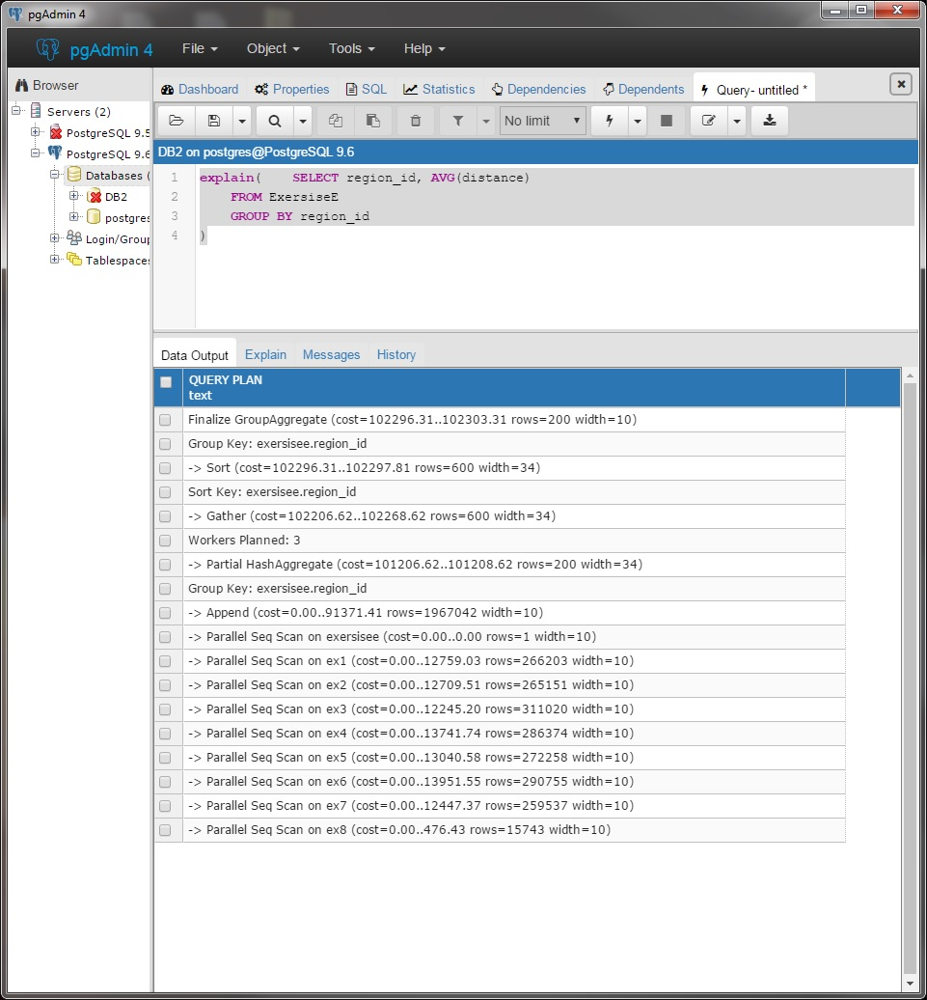 pgAdmin 4
pgAdmin 4 File Object Tools Help
Browser
Dashboard Properties SQL Statistics Dependencies Dependents Query- untitled *
Servers (2)
PostgreSQL 9.5
PostgreSQL 9.6
Databases (
DB2
postgres
Login/Group
Tablespaces
No limit
DB2 on postgres@PostgreSQL 9.6
1 explain( SELECT region_id, AVG(distance)
2 FROM ExersiseE
3 GROUP BY region_id
4 )
Data Output Explain Messages History
QUERY PLAN
text
Finalize GroupAggregate (cost=102296.31..102303.31 rows=200 width=10)
Group Key: exersisee.region_id
-> Sort (cost=102296.31..102297.81 rows=600 width=34)
Sort Key: exersisee.region_id
-> Gather (cost=102206.62..102268.62 rows=600 width=34)
Workers Planned: 3
-> Partial HashAggregate (cost=101206.62..101208.62 rows=200 width=34)
Group Key: exersisee.region_id
-> Append (cost=0.00..91371.41 rows=1967042 width=10)
-> Parallel Seq Scan on exersisee (cost=0.00..0.00 rows=1 width=10)
-> Parallel Seq Scan on ex1 (cost=0.00..12759.03 rows=266203 width=10)
-> Parallel Seq Scan on ex2 (cost=0.00..12709.51 rows=265151 width=10)
-> Parallel Seq Scan on ex3 (cost=0.00..12245.20 rows=311020 width=10)
-> Parallel Seq Scan on ex4 (cost=0.00..13741.74 rows=286374 width=10)
-> Parallel Seq Scan on ex5 (cost=0.00..13040.58 rows=272258 width=10)
-> Parallel Seq Scan on ex6 (cost=0.00..13951.55 rows=290755 width=10)
-> Parallel Seq Scan on ex7 (cost=0.00..12447.37 rows=259537 width=10)
-> Parallel Seq Scan on ex8 (cost=0.00..476.43 rows=15743 width=10)